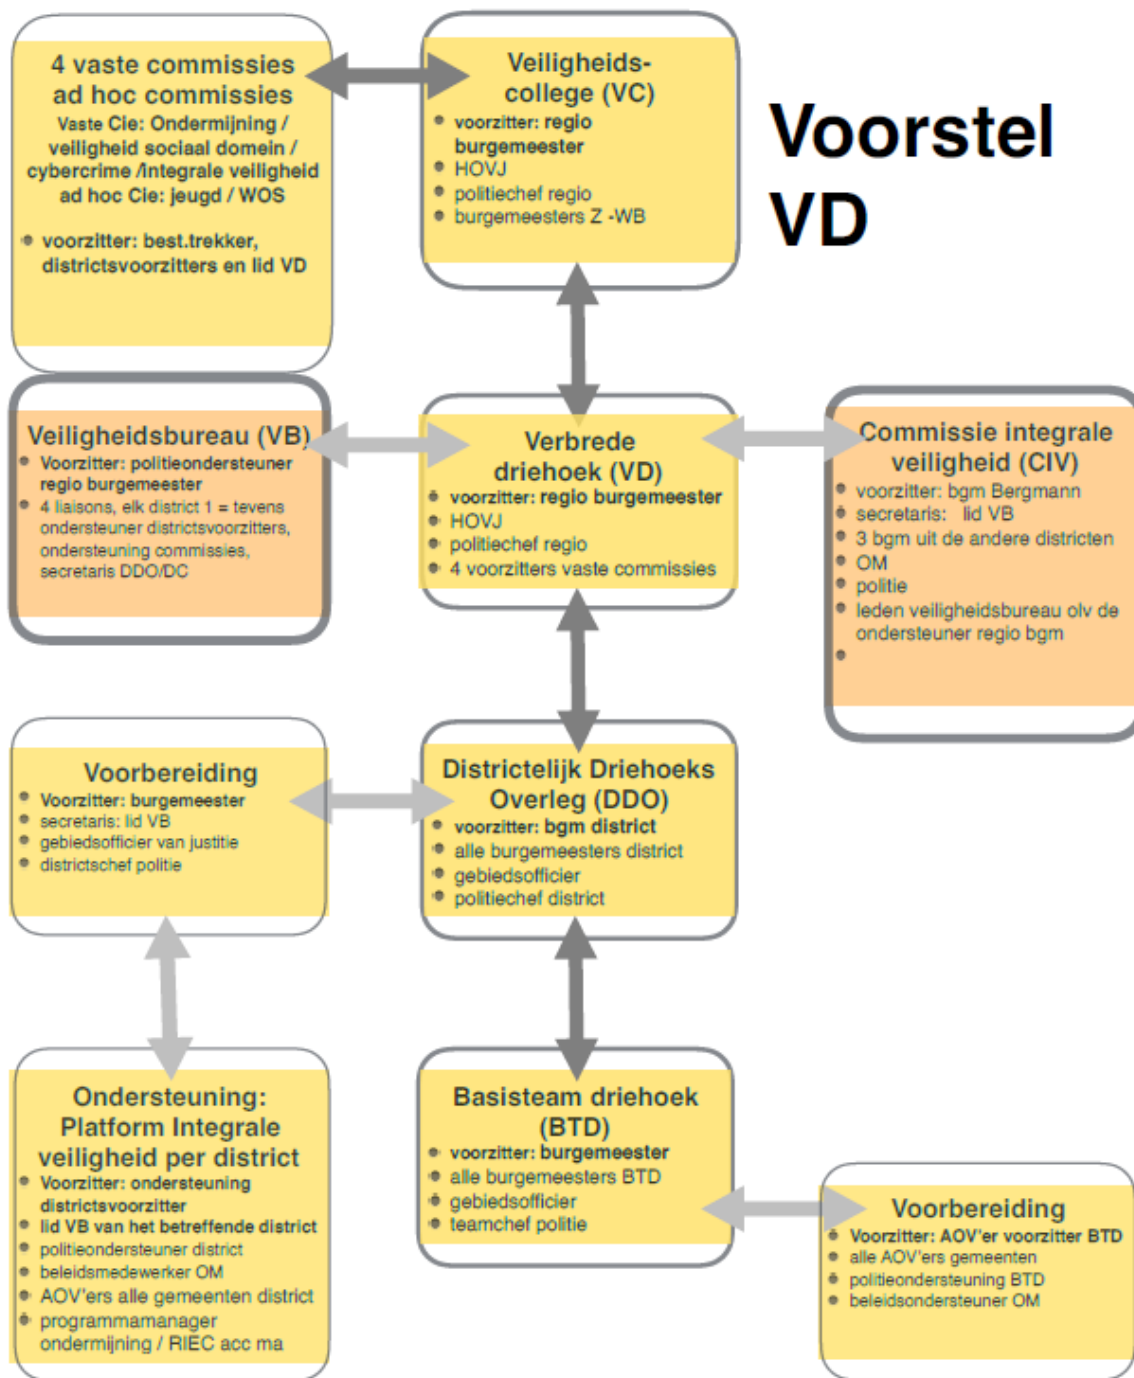 4 vaste commissies
ad hoc commissies
Vaste Cie: Ondermijning /
veiligheid sociaal domein /
cybercrime /Integrale veiligheid
ad hoc Cie: jeugd / WOS
voorzitter: best.trekker,
districtsvoorzitters en lid VD
Veiligheids-
college (VC)
voorzitter: regio
burgemeester
HOVJ
politiechef regio
burgemeesters Z -WB
Voorstel
VD
Veiligheidsbureau (VB)
Voorzitter: politieondersteuner
regio burgemeester
4 liaisons, elk district 1 = tevens
ondersteuner districtsvoorzitters,
ondersteuning commissies,
secretaris DDO/DC
Verbrede
driehoek (VD)
voorzitter: regio burgemeester
HOVJ
politiechef regio
4 voorzitters vaste commissies
Commissie integrale
veiligheid (CIV)
voorzitter: bgm Bergmann
secretaris: lid VB
3 bgm uit de andere districten
OM
politie
leden veiligheidsbureau olv de
ondersteuner regio bgm
Voorbereiding
Voorzitter: burgemeester
secretaris: lid VB
gebiedsofficier van justitie
districtschef politie
Districtelijk Driehoeks
Overleg (DDO)
voorzitter: bgm district
alle burgemeesters district
gebiedsofficier
politiechef district
Ondersteuning:
Platform Integrale
veiligheid per district
Voorzitter: ondersteuning
districtsvoorzitter
lid VB van het betreffende district
politieondersteuner district
beleidsmedewerker OM
AOV'ers alle gemeenten district
programmamanager
ondermijning / RIEC acc ma
Basisteam driehoek
(BTD)
voorzitter: burgemeester
alle burgemeesters BTD
gebiedsofficier
teamchef politie
Voorbereiding
Voorzitter: AOV'er voorzitter BTD
alle AOV'ers gemeenten
politieondersteuning BTD
beleidsondersteuner OM